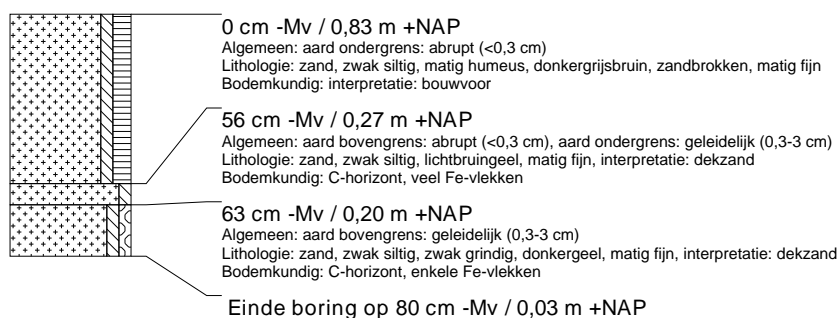 0 cm -Mv / 0,83 m +NAP
Algemeen: aard ondergrens: abrupt (<0,3 cm)
Lithologie: zand, zwak siltig, matig humeus, donkergrijsbruin, zandbrokken, matig fijn
Bodemkundig: interpretatie: bouwvoor
56 cm -Mv / 0,27 m +NAP
Algemeen: aard bovengrens: abrupt (<0,3 cm), aard ondergrens: geleidelijk (0,3-3 cm)
Lithologie: zand, zwak siltig, lichtbruingeel, matig fijn, interpretatie: dekzand
Bodemkundig: C-horizont, veel Fe-vlekken
63 cm -Mv / 0,20 m +NAP
Algemeen: aard bovengrens: geleidelijk (0,3-3 cm)
Lithologie: zand, zwak siltig, zwak grindig, donkergeel, matig fijn, interpretatie: dekzand
Bodemkundig: C-horizont, enkele Fe-vlekken
Einde boring op 80 cm -Mv / 0,03 m +NAP